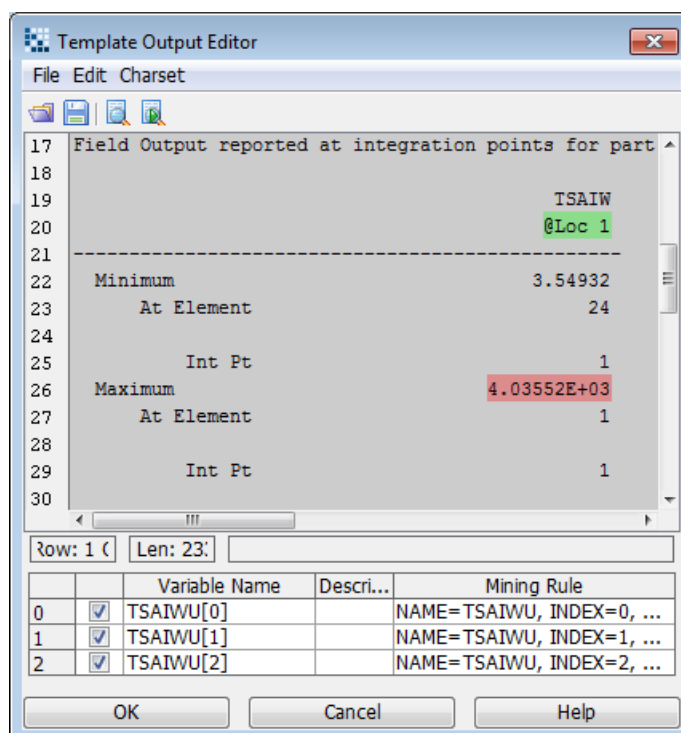 Template Output Editor
File Edit Charset
17 Field Output reported at integration points for part
18
19 TSAIW
20 @Loc 1
21 --------------------------------------------------
22 Minimum 3.54932
23 At Element 24
24
25 Int Pt 1
26 Maximum 4.03552E+03
27 At Element 1
28
29 Int Pt 1
30
Row: 1 ( Len: 23:
Variable Name Descri... Mining Rule
0 TSAIWU[0] NAME=TSAIWU, INDEX=0, ...
1 TSAIWU[1] NAME=TSAIWU, INDEX=1, ...
2 TSAIWU[2] NAME=TSAIWU, INDEX=2, ...
OK Cancel Help